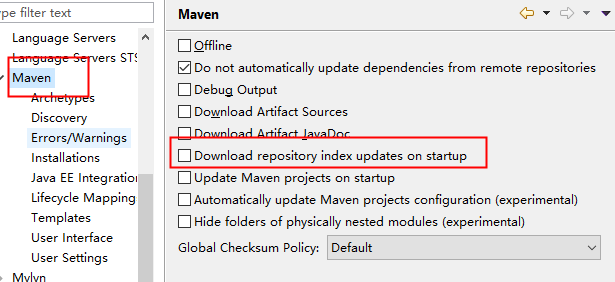 ype filter text
Language Servers
Language Servers STS
Maven
Archetypes
Discovery
Errors/Warnings
Installations
Java EE Integration
Lifecycle Mapping
Templates
User Interface
User Settings
Mylyn
Maven
Offline
Do not automatically update dependencies from remote repositories
Debug Output
Download Artifact Sources
Download Artifact JavaDoc
Download repository index updates on startup
Update Maven projects on startup
Automatically update Maven projects configuration (experimental)
Hide folders of physically nested modules (experimental)
Global Checksum Policy: Default